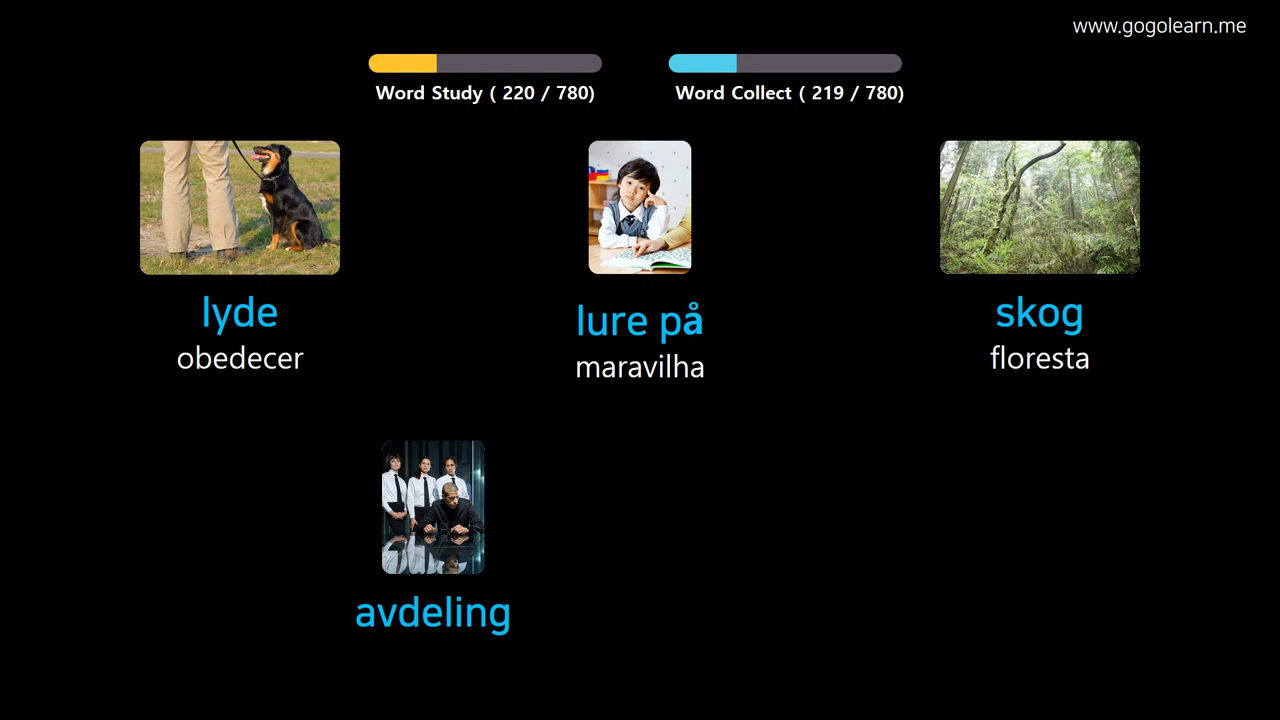 www.gogolearn.me
Word Study ( 220 / 780)
Word Collect ( 219 / 780)
lyde
obedecer
lure på
maravilha
skog
floresta
avdeling